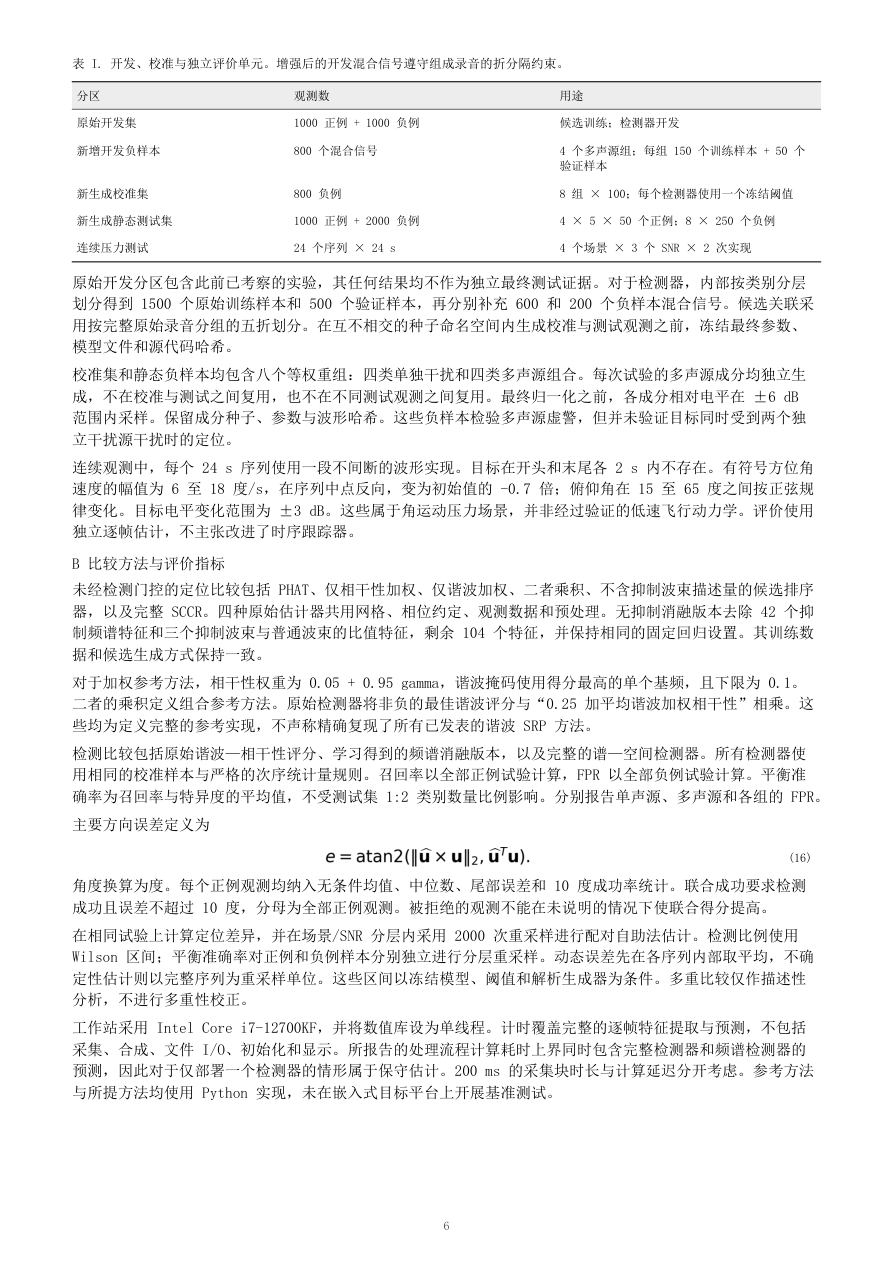 表 I. 开发、校准与独立评价单元。增强后的开发混合信号遵守组成录音的折分隔约束。
分区 观测数 用途
原始开发集 1000 正例 + 1000 负例 候选训练；检测器开发
新增开发负样本 800 个混合信号 4 个多声源组；每组 150 个训练样本 + 50 个
验证样本
新生成校准集 800 负例 8 组 × 100；每个检测器使用一个冻结阈值
新生成静态测试集 1000 正例 + 2000 负例 4 × 5 × 50 个正例；8 × 250 个负例
连续压力测试 24 个序列 × 24 s 4 个场景 × 3 个 SNR × 2 次实现
原始开发分区包含此前已考察的实验，其任何结果均不作为独立最终测试证据。对于检测器，内部按类别分层
划分得到 1500 个原始训练样本和 500 个验证样本，再分别补充 600 和 200 个负样本混合信号。候选关联采
用按完整原始录音分组的五折划分。在互不相交的种子命名空间内生成校准与测试观测之前，冻结最终参数、
模型文件和源代码哈希。
校准集和静态负样本均包含八个等权重组：四类单独干扰和四类多声源组合。每次试验的多声源成分均独立生
成，不在校准与测试之间复用，也不在不同测试观测之间复用。最终归一化之前，各成分相对电平在 ±6 dB
范围内采样。保留成分种子、参数与波形哈希。这些负样本检验多声源虚警，但并未验证目标同时受到两个独
立干扰源干扰时的定位。
连续观测中，每个 24 s 序列使用一段不间断的波形实现。目标在开头和末尾各 2 s 内不存在。有符号方位角
速度的幅值为 6 至 18 度/s，在序列中点反向，变为初始值的 -0.7 倍；俯仰角在 15 至 65 度之间按正弦规
律变化。目标电平变化范围为 ±3 dB。这些属于角运动压力场景，并非经过验证的低速飞行动力学。评价使用
独立逐帧估计，不主张改进了时序跟踪器。
B 比较方法与评价指标
未经检测门控的定位比较包括 PHAT、仅相干性加权、仅谐波加权、二者乘积、不含抑制波束描述量的候选排序
器，以及完整 SCCR。四种原始估计器共用网格、相位约定、观测数据和预处理。无抑制消融版本去除 42 个抑
制频谱特征和三个抑制波束与普通波束的比值特征，剩余 104 个特征，并保持相同的固定回归设置。其训练数
据和候选生成方式保持一致。
对于加权参考方法，相干性权重为 0.05 + 0.95 gamma，谐波掩码使用得分最高的单个基频，且下限为 0.1。
二者的乘积定义组合参考方法。原始检测器将非负的最佳谐波评分与“0.25 加平均谐波加权相干性”相乘。这
些均为定义完整的参考实现，不声称精确复现了所有已发表的谐波 SRP 方法。
检测比较包括原始谐波—相干性评分、学习得到的频谱消融版本，以及完整的谱—空间检测器。所有检测器使
用相同的校准样本与严格的次序统计量规则。召回率以全部正例试验计算，FPR 以全部负例试验计算。平衡准
确率为召回率与特异度的平均值，不受测试集 1:2 类别数量比例影响。分别报告单声源、多声源和各组的 FPR。
主要方向误差定义为
e = atan2(‖û × u‖₂, ûᵀu). (16)
角度换算为度。每个正例观测均纳入无条件均值、中位数、尾部误差和 10 度成功率统计。联合成功要求检测
成功且误差不超过 10 度，分母为全部正例观测。被拒绝的观测不能在未说明的情况下使联合得分提高。
在相同试验上计算定位差异，并在场景/SNR 分层内采用 2000 次重采样进行配对自助法估计。检测比例使用
Wilson 区间；平衡准确率对正例和负例样本分别独立进行分层重采样。动态误差先在各序列内部取平均，不确
定性估计则以完整序列为重采样单位。这些区间以冻结模型、阈值和解析生成器为条件。多重比较仅作描述性
分析，不进行多重性校正。
工作站采用 Intel Core i7-12700KF，并将数值库设为单线程。计时覆盖完整的逐帧特征提取与预测，不包括
采集、合成、文件 I/O、初始化和显示。所报告的处理流程计算耗时上界同时包含完整检测器和频谱检测器的
预测，因此对于仅部署一个检测器的情形属于保守估计。200 ms 的采集块时长与计算延迟分开考虑。参考方法
与所提方法均使用 Python 实现，未在嵌入式目标平台上开展基准测试。
6